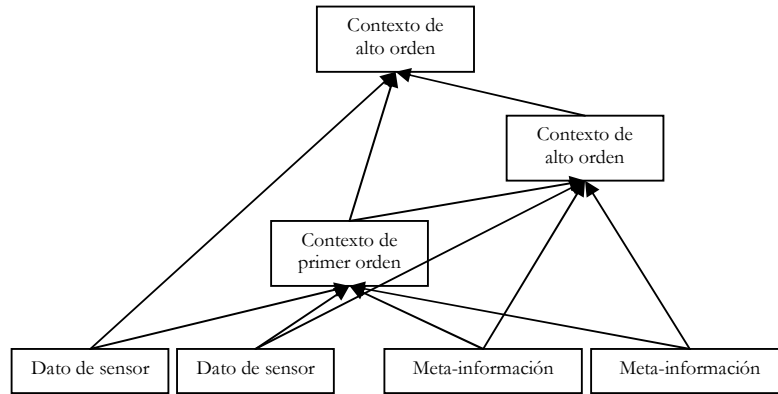 Contexto de
alto orden
Contexto de
alto orden
Contexto de
primer orden
Dato de sensor
Dato de sensor
Meta-información
Meta-información